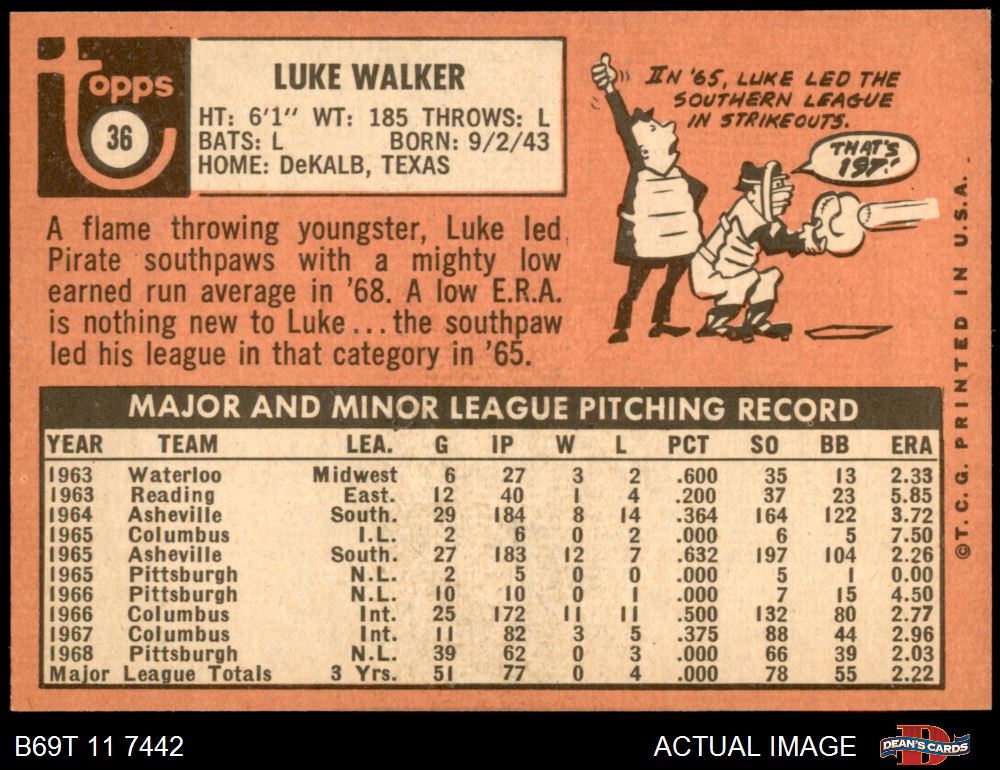 Topps
36
LUKE WALKER
HT: 6'1" WT: 185 THROWS: L
BATS: L BORN: 9/2/43
HOME: DeKALB, TEXAS
IN '65, LUKE LED THE
SOUTHERN LEAGUE
IN STRIKEOUTS.
THAT'S
197!
A flame throwing youngster, Luke led
Pirate southpaws with a mighty low
earned run average in '68. A low E.R.A.
is nothing new to Luke...the southpaw
led his league in that category in '65.
MAJOR AND MINOR LEAGUE PITCHING RECORD
YEAR TEAM LEA. G IP W L PCT SO BB ERA
1963 Waterloo Midwest 6 27 3 2 .600 35 13 2.33
1963 Reading East. 12 40 1 4 .200 37 23 5.85
1964 Asheville South. 29 184 8 14 .364 164 122 3.72
1965 Columbus I.L. 2 6 0 2 .000 6 5 7.50
1965 Asheville South. 27 183 12 7 .632 197 104 2.26
1965 Pittsburgh N.L. 2 5 0 0 .000 5 1 0.00
1966 Pittsburgh N.L. 10 10 0 1 .000 7 15 4.50
1966 Columbus Int. 25 172 11 11 .500 132 80 2.77
1967 Columbus Int. 11 82 3 5 .375 88 44 2.96
1968 Pittsburgh N.L. 39 62 0 3 .000 66 39 2.03
Major League Totals 3 Yrs. 51 77 0 4 .000 78 55 2.22
©T.C.G. PRINTED IN U.S.A.
B69T 11 7442
ACTUAL IMAGE
DEAN'S CARDS